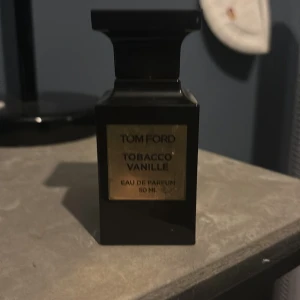 TOM FORD
TOBACCO
VANILLE
EAU DE PARFUM
50 ML